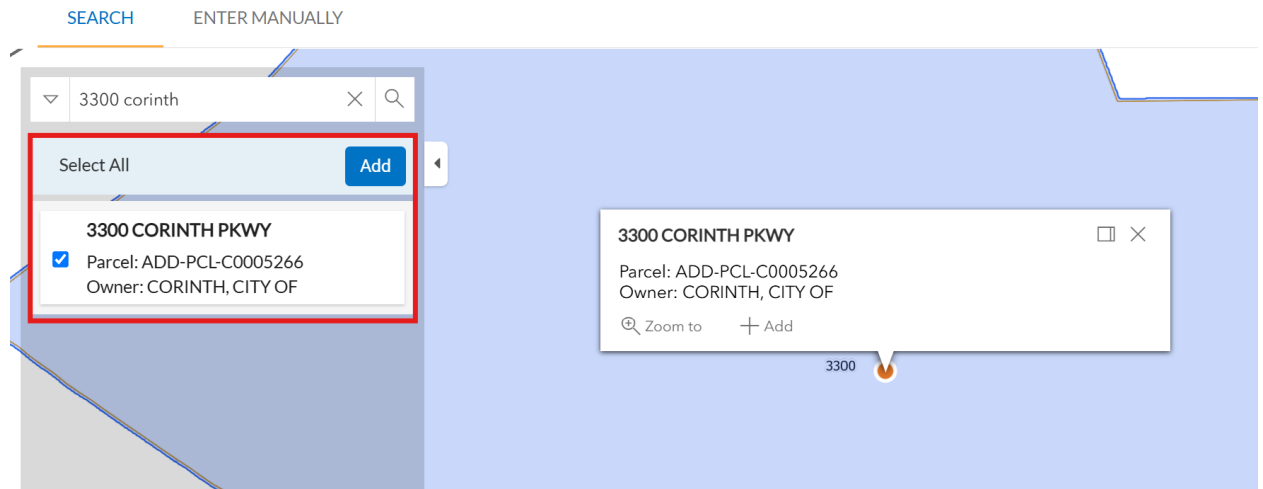 SEARCH ENTER MANUALLY
3300 corinth
Select All Add
3300 CORINTH PKWY
Parcel: ADD-PCL-C0005266
Owner: CORINTH, CITY OF
3300 CORINTH PKWY
Parcel: ADD-PCL-C0005266
Owner: CORINTH, CITY OF
Zoom to Add
3300